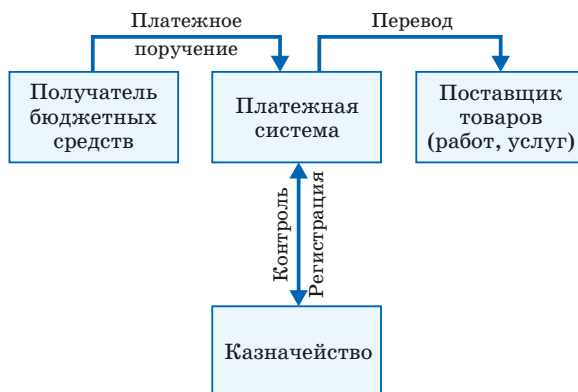 Платежное
поручение
Перевод
Получатель
бюджетных
средств
Платежная
система
Поставщик
товаров
(работ, услуг)
Контроль
Регистрация
Казначейство